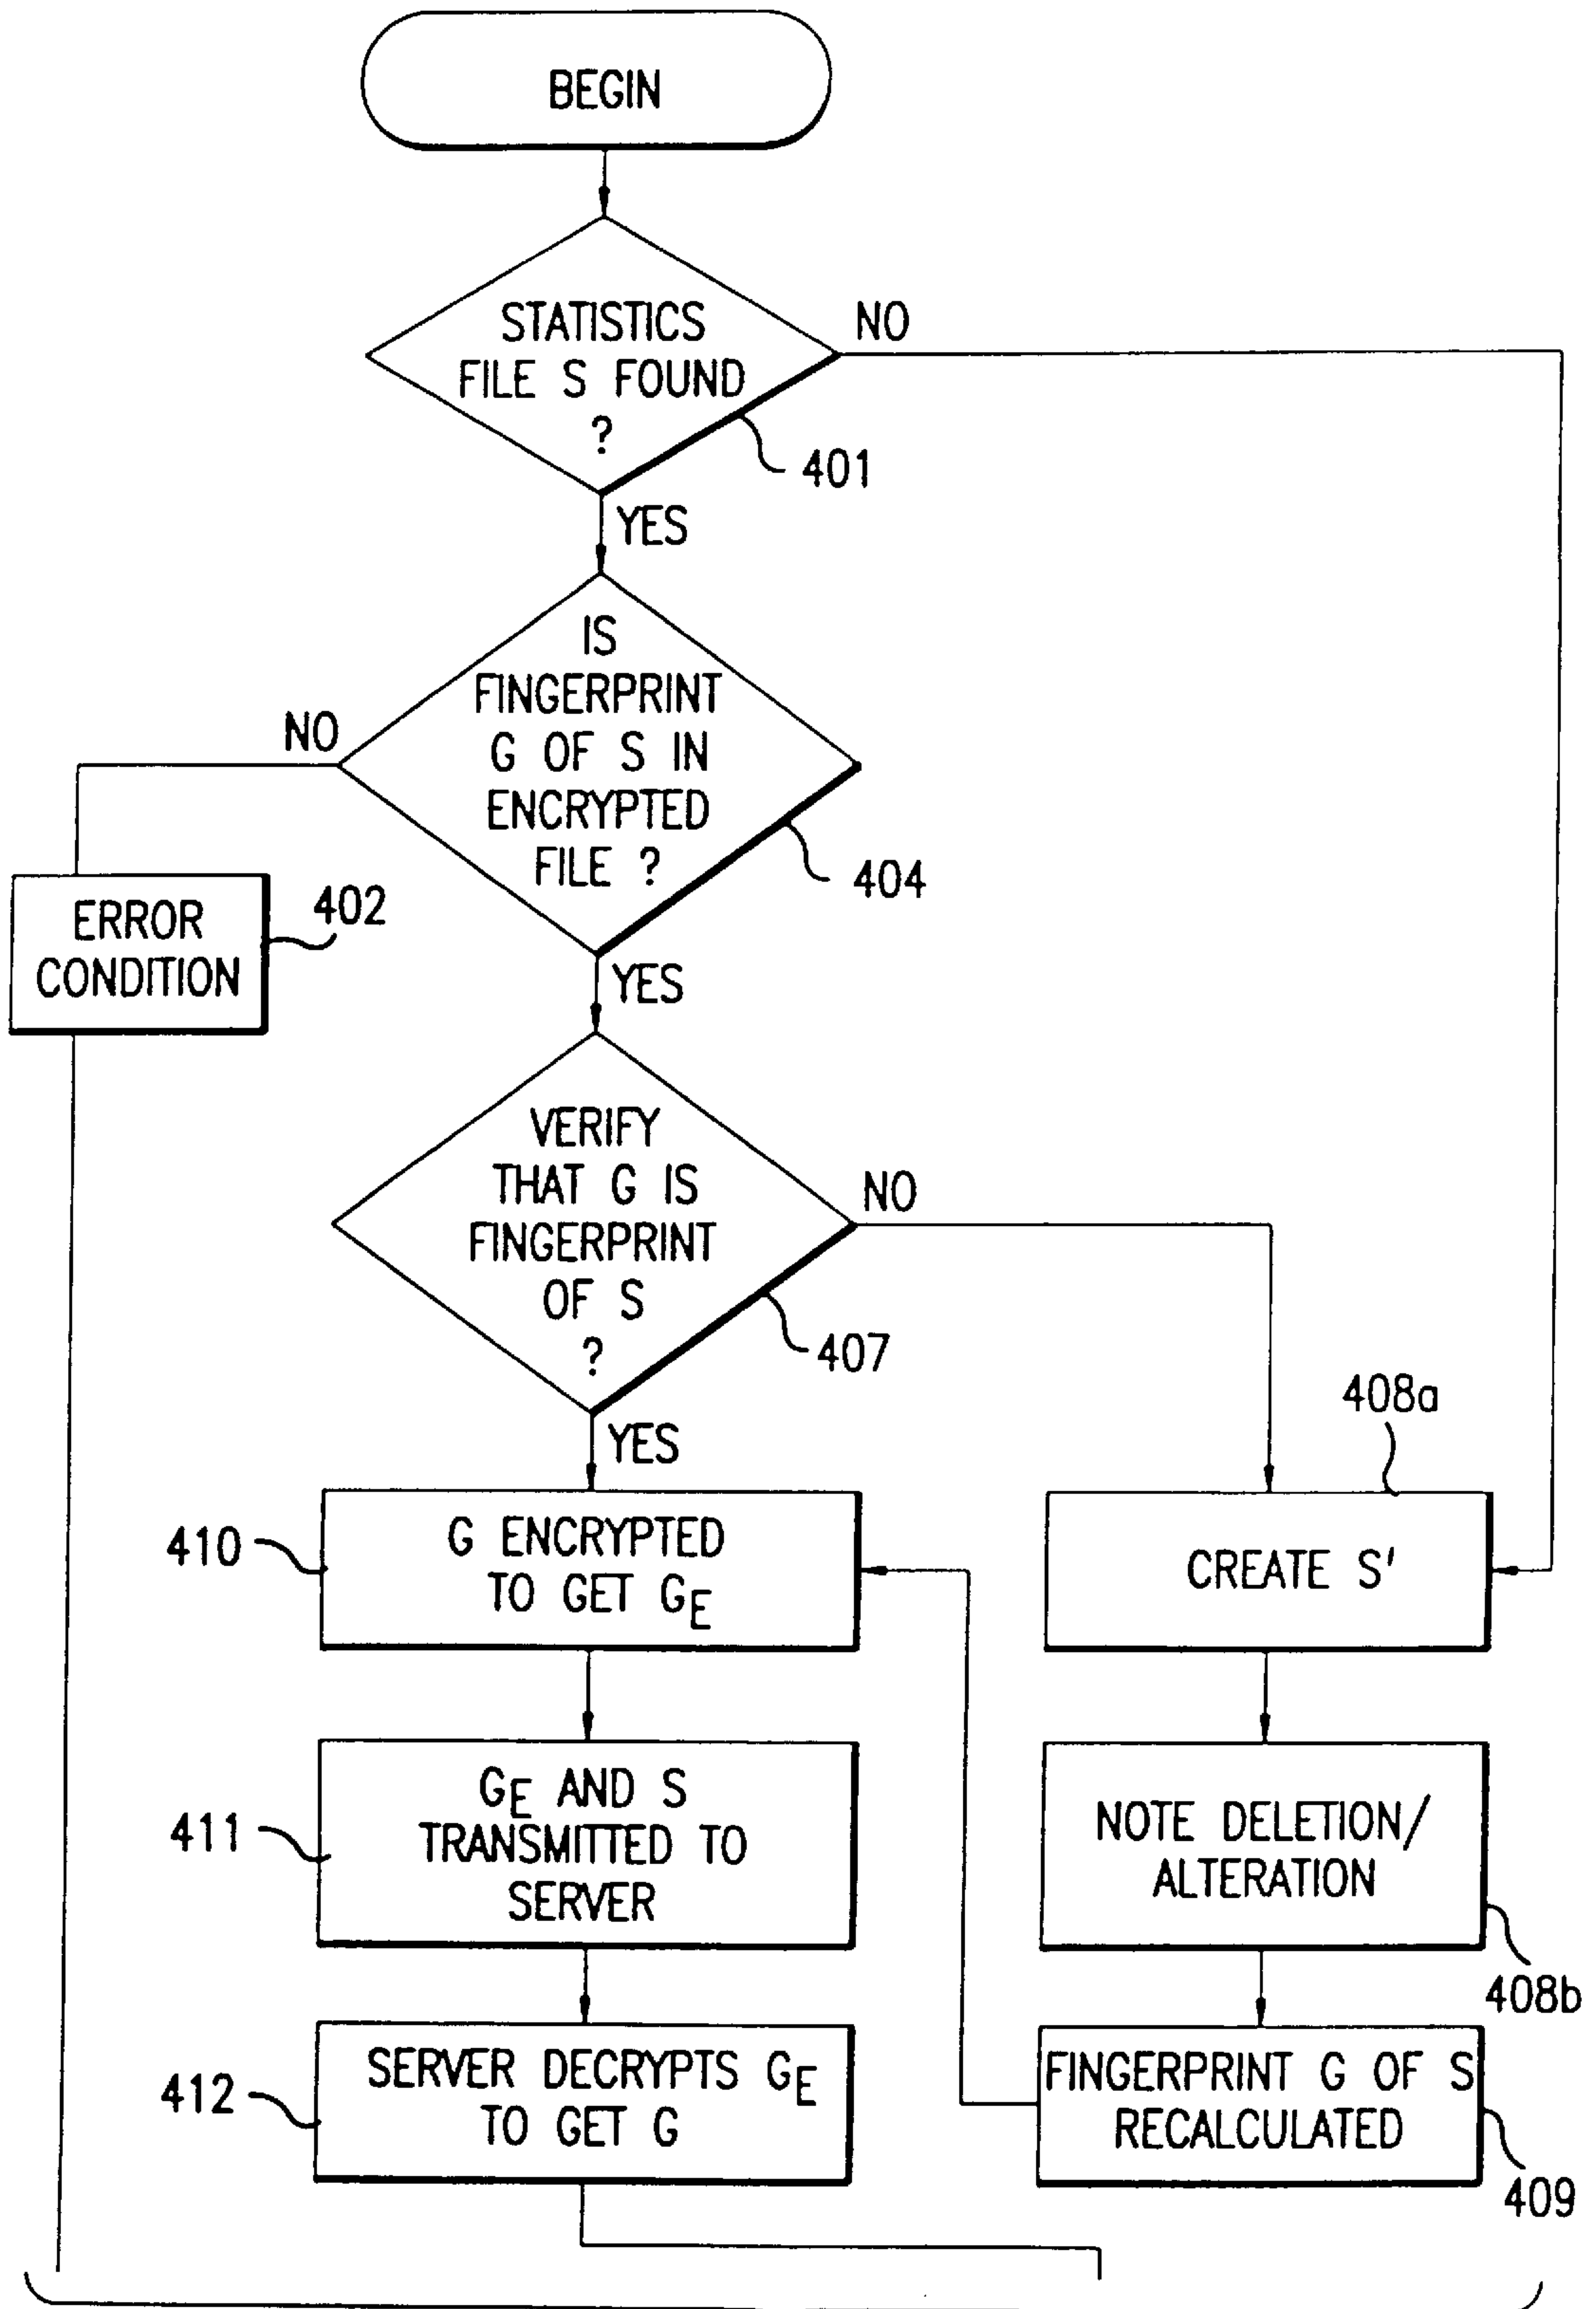 BEGIN
STATISTICS
FILE S FOUND
?
NO
401
YES
IS
FINGERPRINT
G OF S IN
ENCRYPTED
FILE ?
NO
404
ERROR
CONDITION
402
YES
VERIFY
THAT G IS
FINGERPRINT
OF S
?
NO
407
YES
408a
G ENCRYPTED
TO GET GE
410
CREATE S'
GE AND S
TRANSMITTED TO
SERVER
411
NOTE DELETION/
ALTERATION
408b
SERVER DECRYPTS GE
TO GET G
412
FINGERPRINT G OF S
RECALCULATED
409